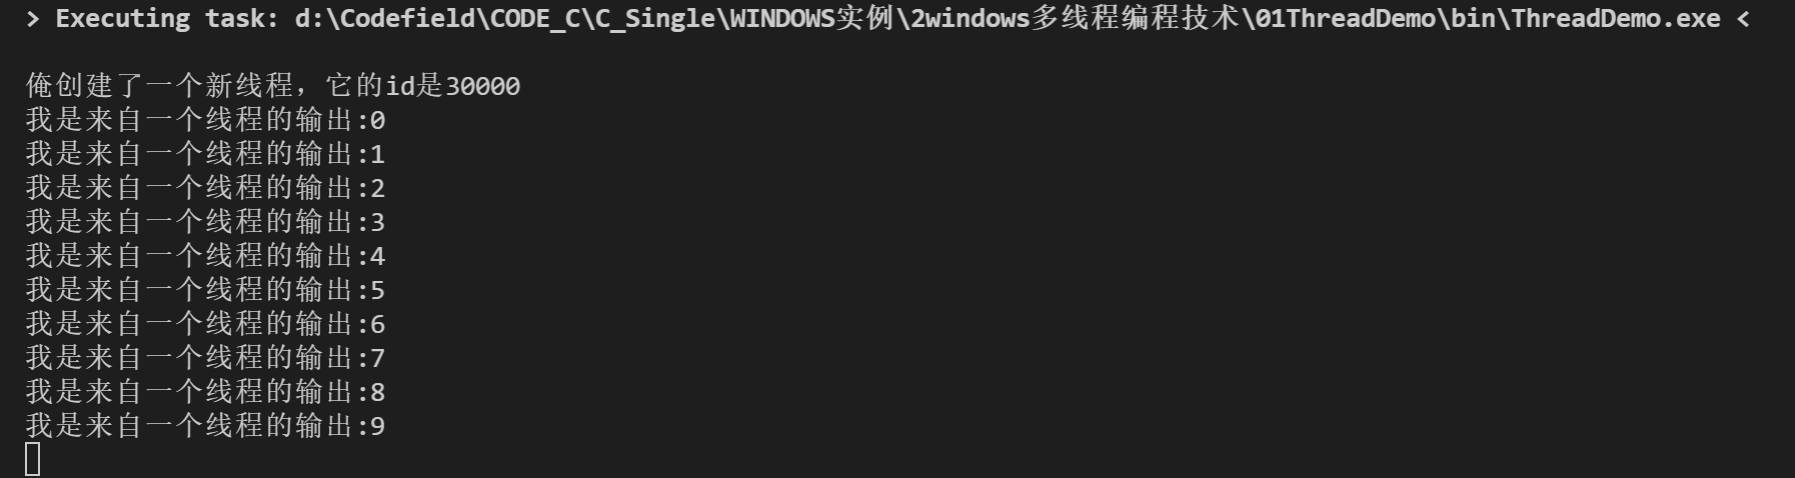 > Executing task: d:\Codefield\CODE_C\C_Single\WINDOWS实例\2windows多线程编程技术\01ThreadDemo\bin\ThreadDemo.exe <
俺创建了一个新线程，它的id是30000
我是来自一个线程的输出:0
我是来自一个线程的输出:1
我是来自一个线程的输出:2
我是来自一个线程的输出:3
我是来自一个线程的输出:4
我是来自一个线程的输出:5
我是来自一个线程的输出:6
我是来自一个线程的输出:7
我是来自一个线程的输出:8
我是来自一个线程的输出:9